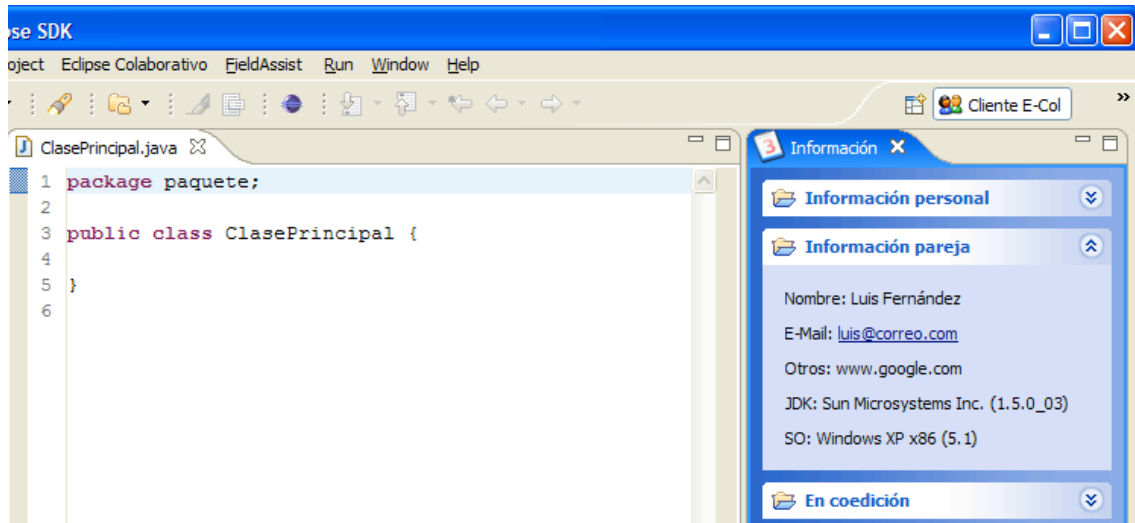 ose SDK
oject Eclipse Colaborativo FieldAssist Run Window Help
Cliente E-Col »
ClasePrincipal.java
3 Información
1 package paquete;
2
3 public class ClasePrincipal {
4
5 }
6
Información personal
Información pareja
Nombre: Luis Fernández
E-Mail: luis@correo.com
Otros: www.google.com
JDK: Sun Microsystems Inc. (1.5.0_03)
SO: Windows XP x86 (5.1)
En coedición